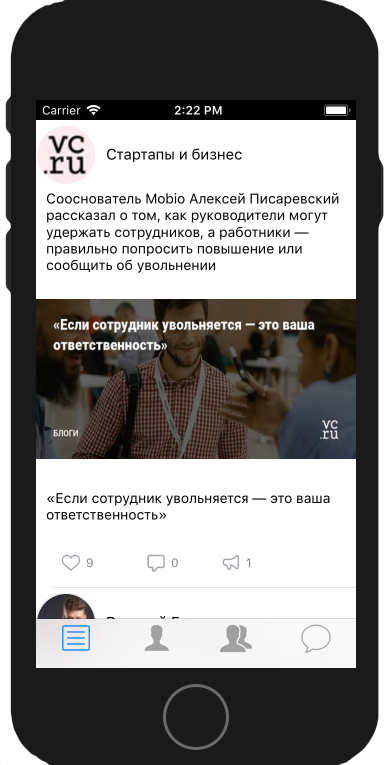 Carrier 2:22 PM
vc
.ru
Стартапы и бизнес
Сооснователь Mobio Алексей Писаревский
рассказал о том, как руководители могут
удержать сотрудников, а работники —
правильно попросить повышение или
сообщить об увольнении
«Если сотрудник увольняется — это ваша
ответственность»
БЛОГИ
vc
.ru
«Если сотрудник увольняется — это ваша
ответственность»
9 0 1